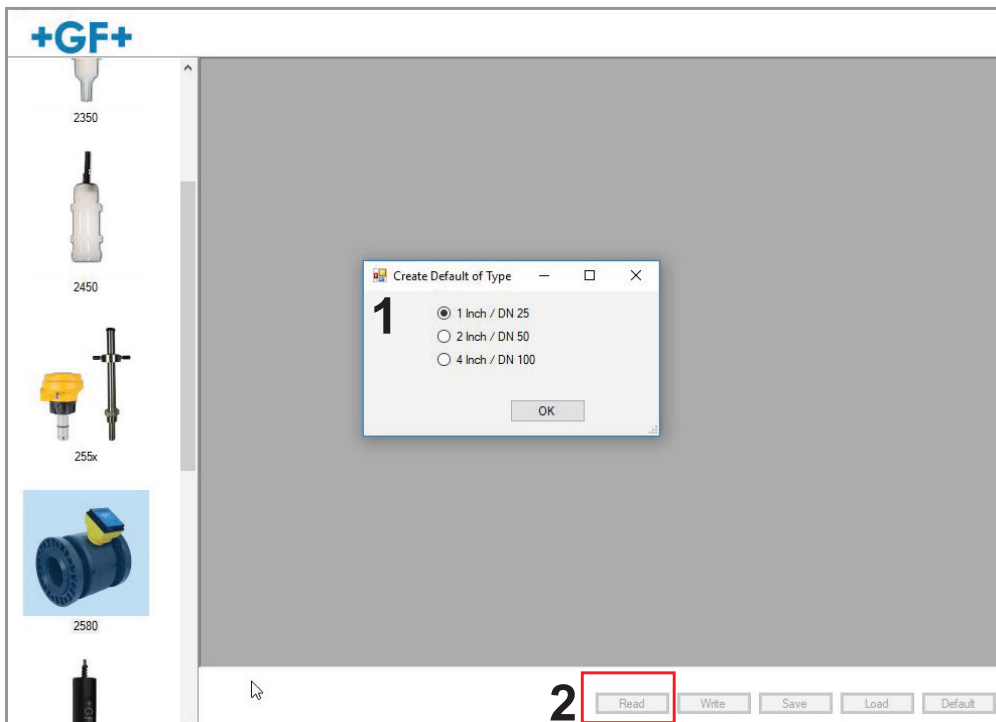 +GF+
2350
2450
255x
2580
+GF+
Create Default of Type
1
1 Inch / DN 25
2 Inch / DN 50
4 Inch / DN 100
OK
2
Read
Write
Save
Load
Default